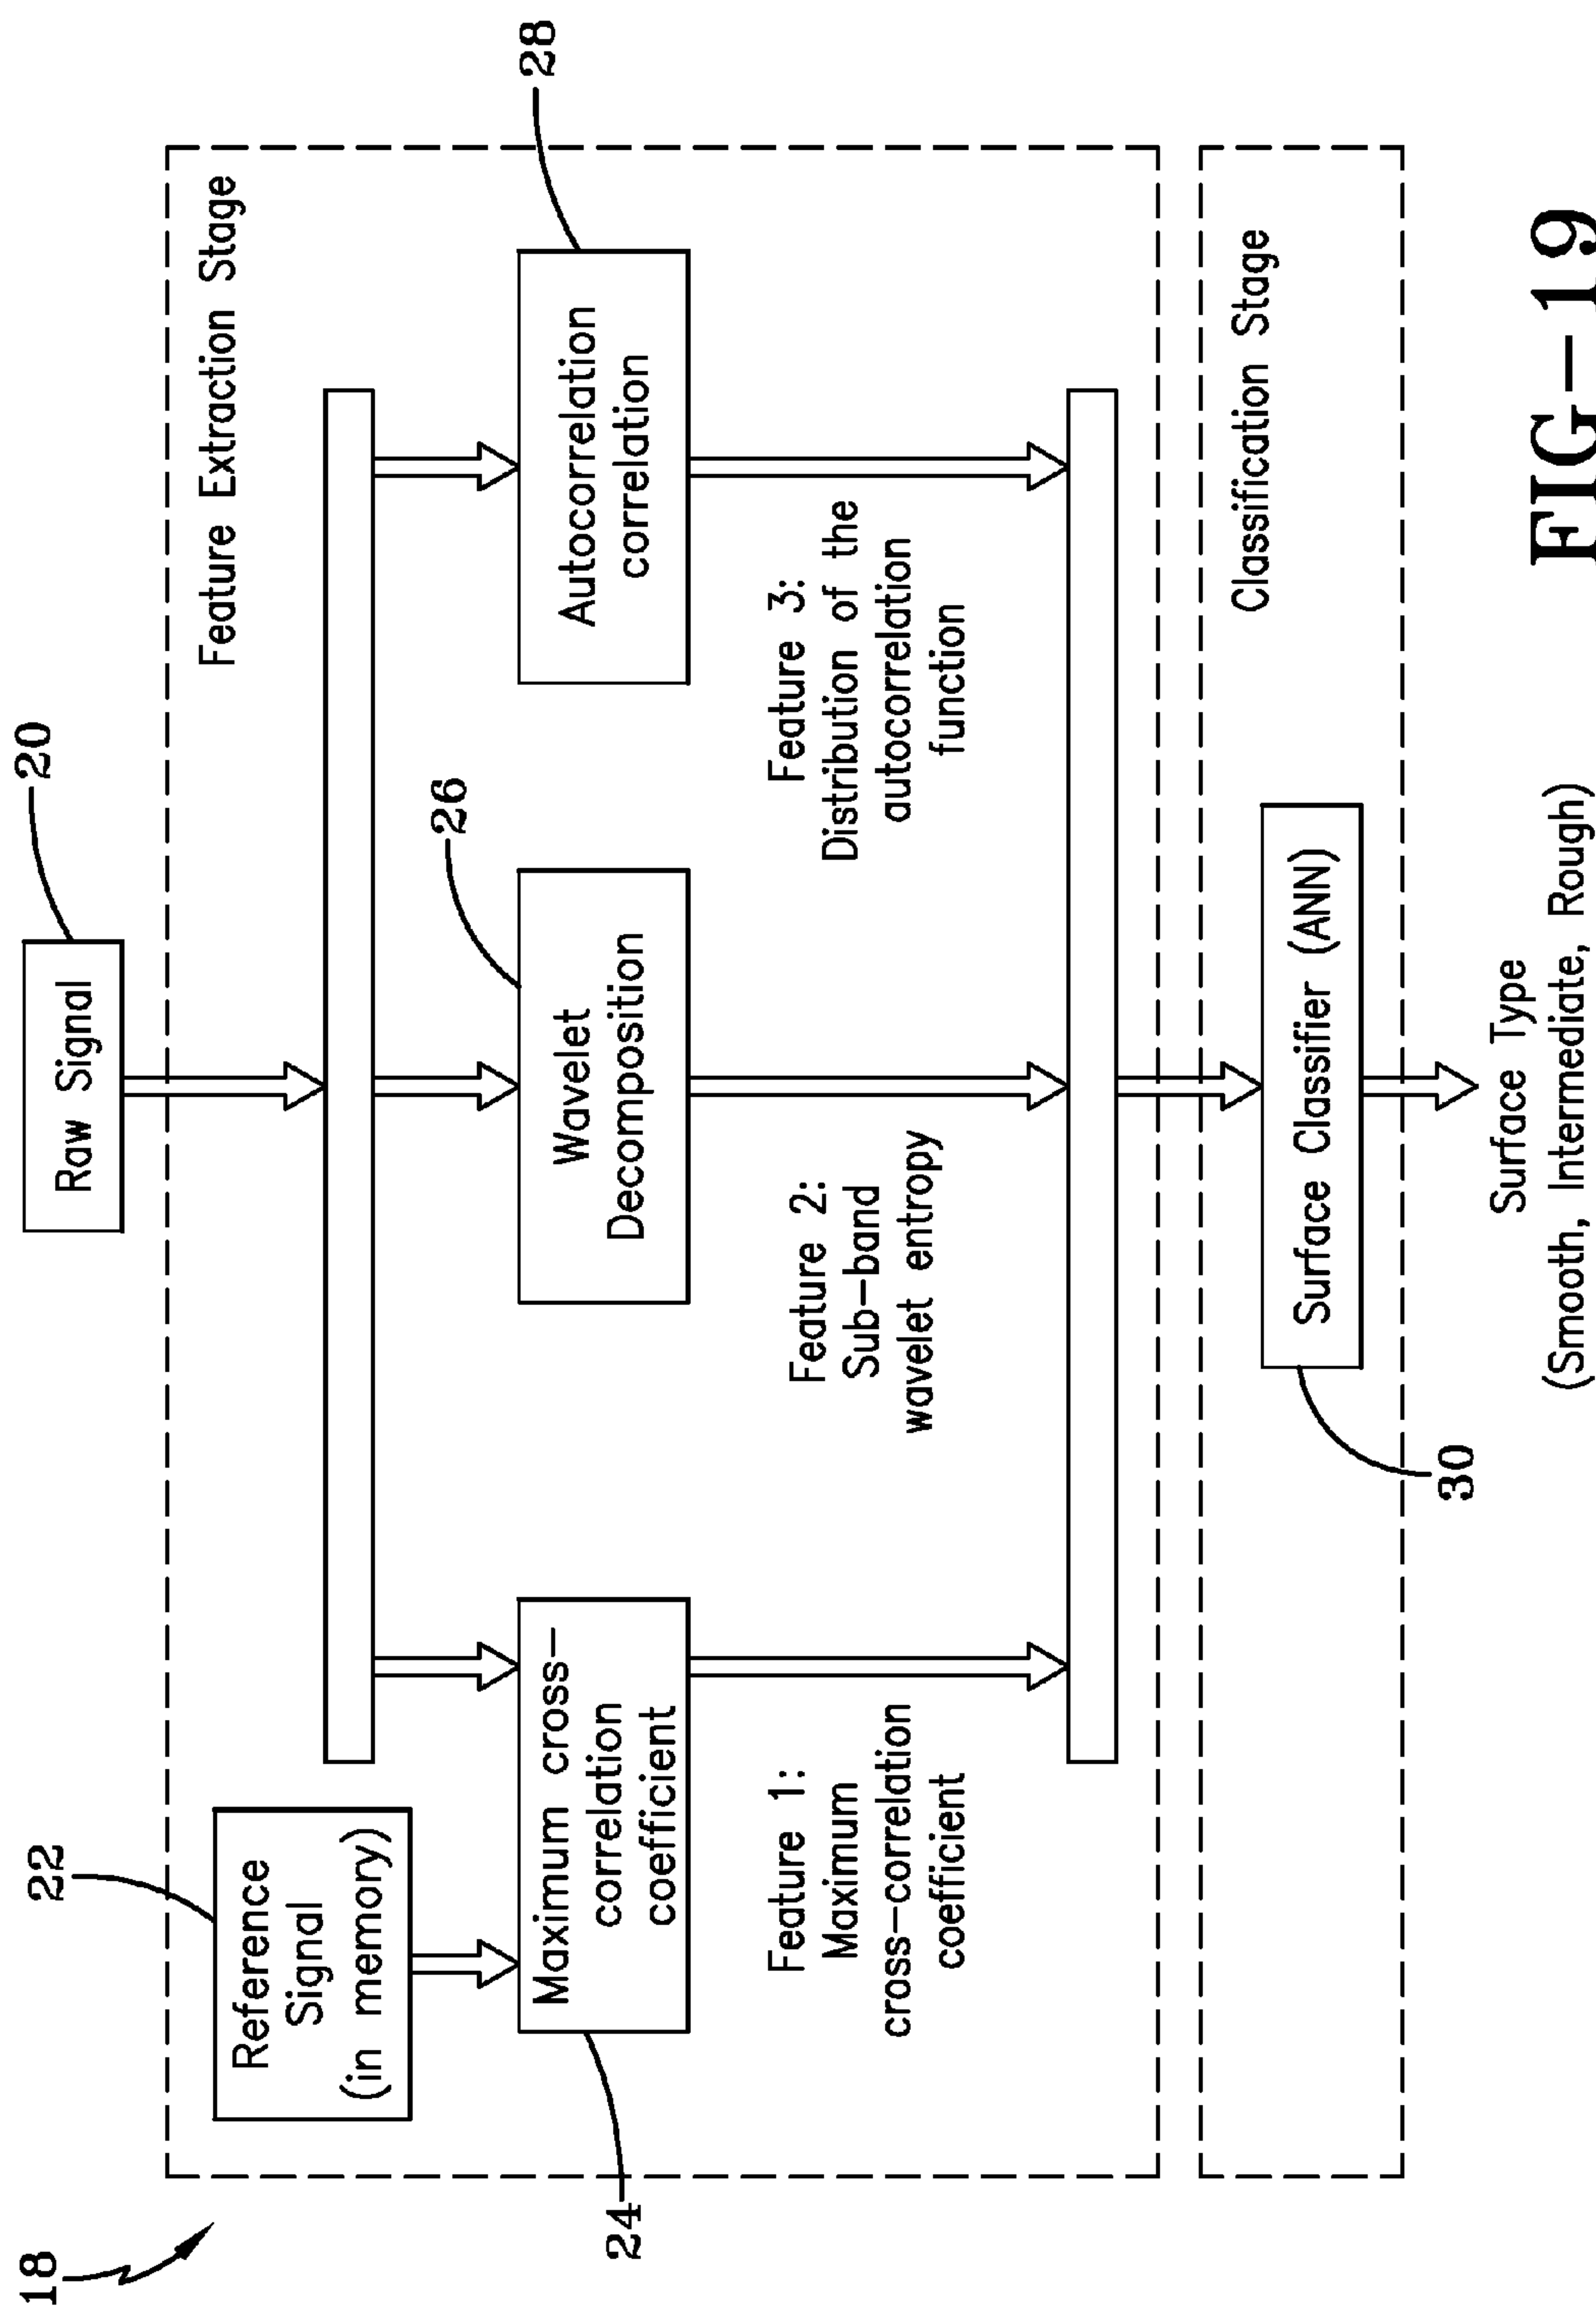 18
20
Raw Signal
22
Feature Extraction Stage
Reference
Signal
(in memory)
28
26
Maximum cross-
correlation
coefficient
Wavelet
Decomposition
Autocorrelation
correlation
24
Feature 1:
Maximum
cross-correlation
coefficient
Feature 2:
Sub-band
wavelet entropy
Feature 3:
Distribution of the
autocorrelation
function
Classification Stage
Surface Classifier (ANN)
30
Surface Type
(Smooth, Intermediate, Rough)
FIG-19